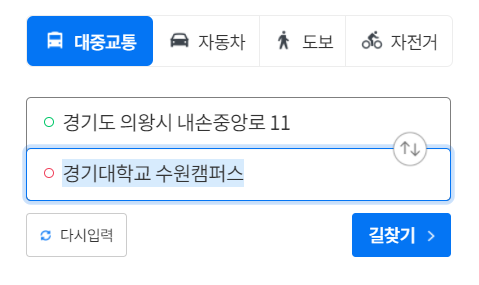 대중교통 자동차 도보 자전거
경기도 의왕시 내손중앙로 11
경기대학교 수원캠퍼스
다시입력 길찾기